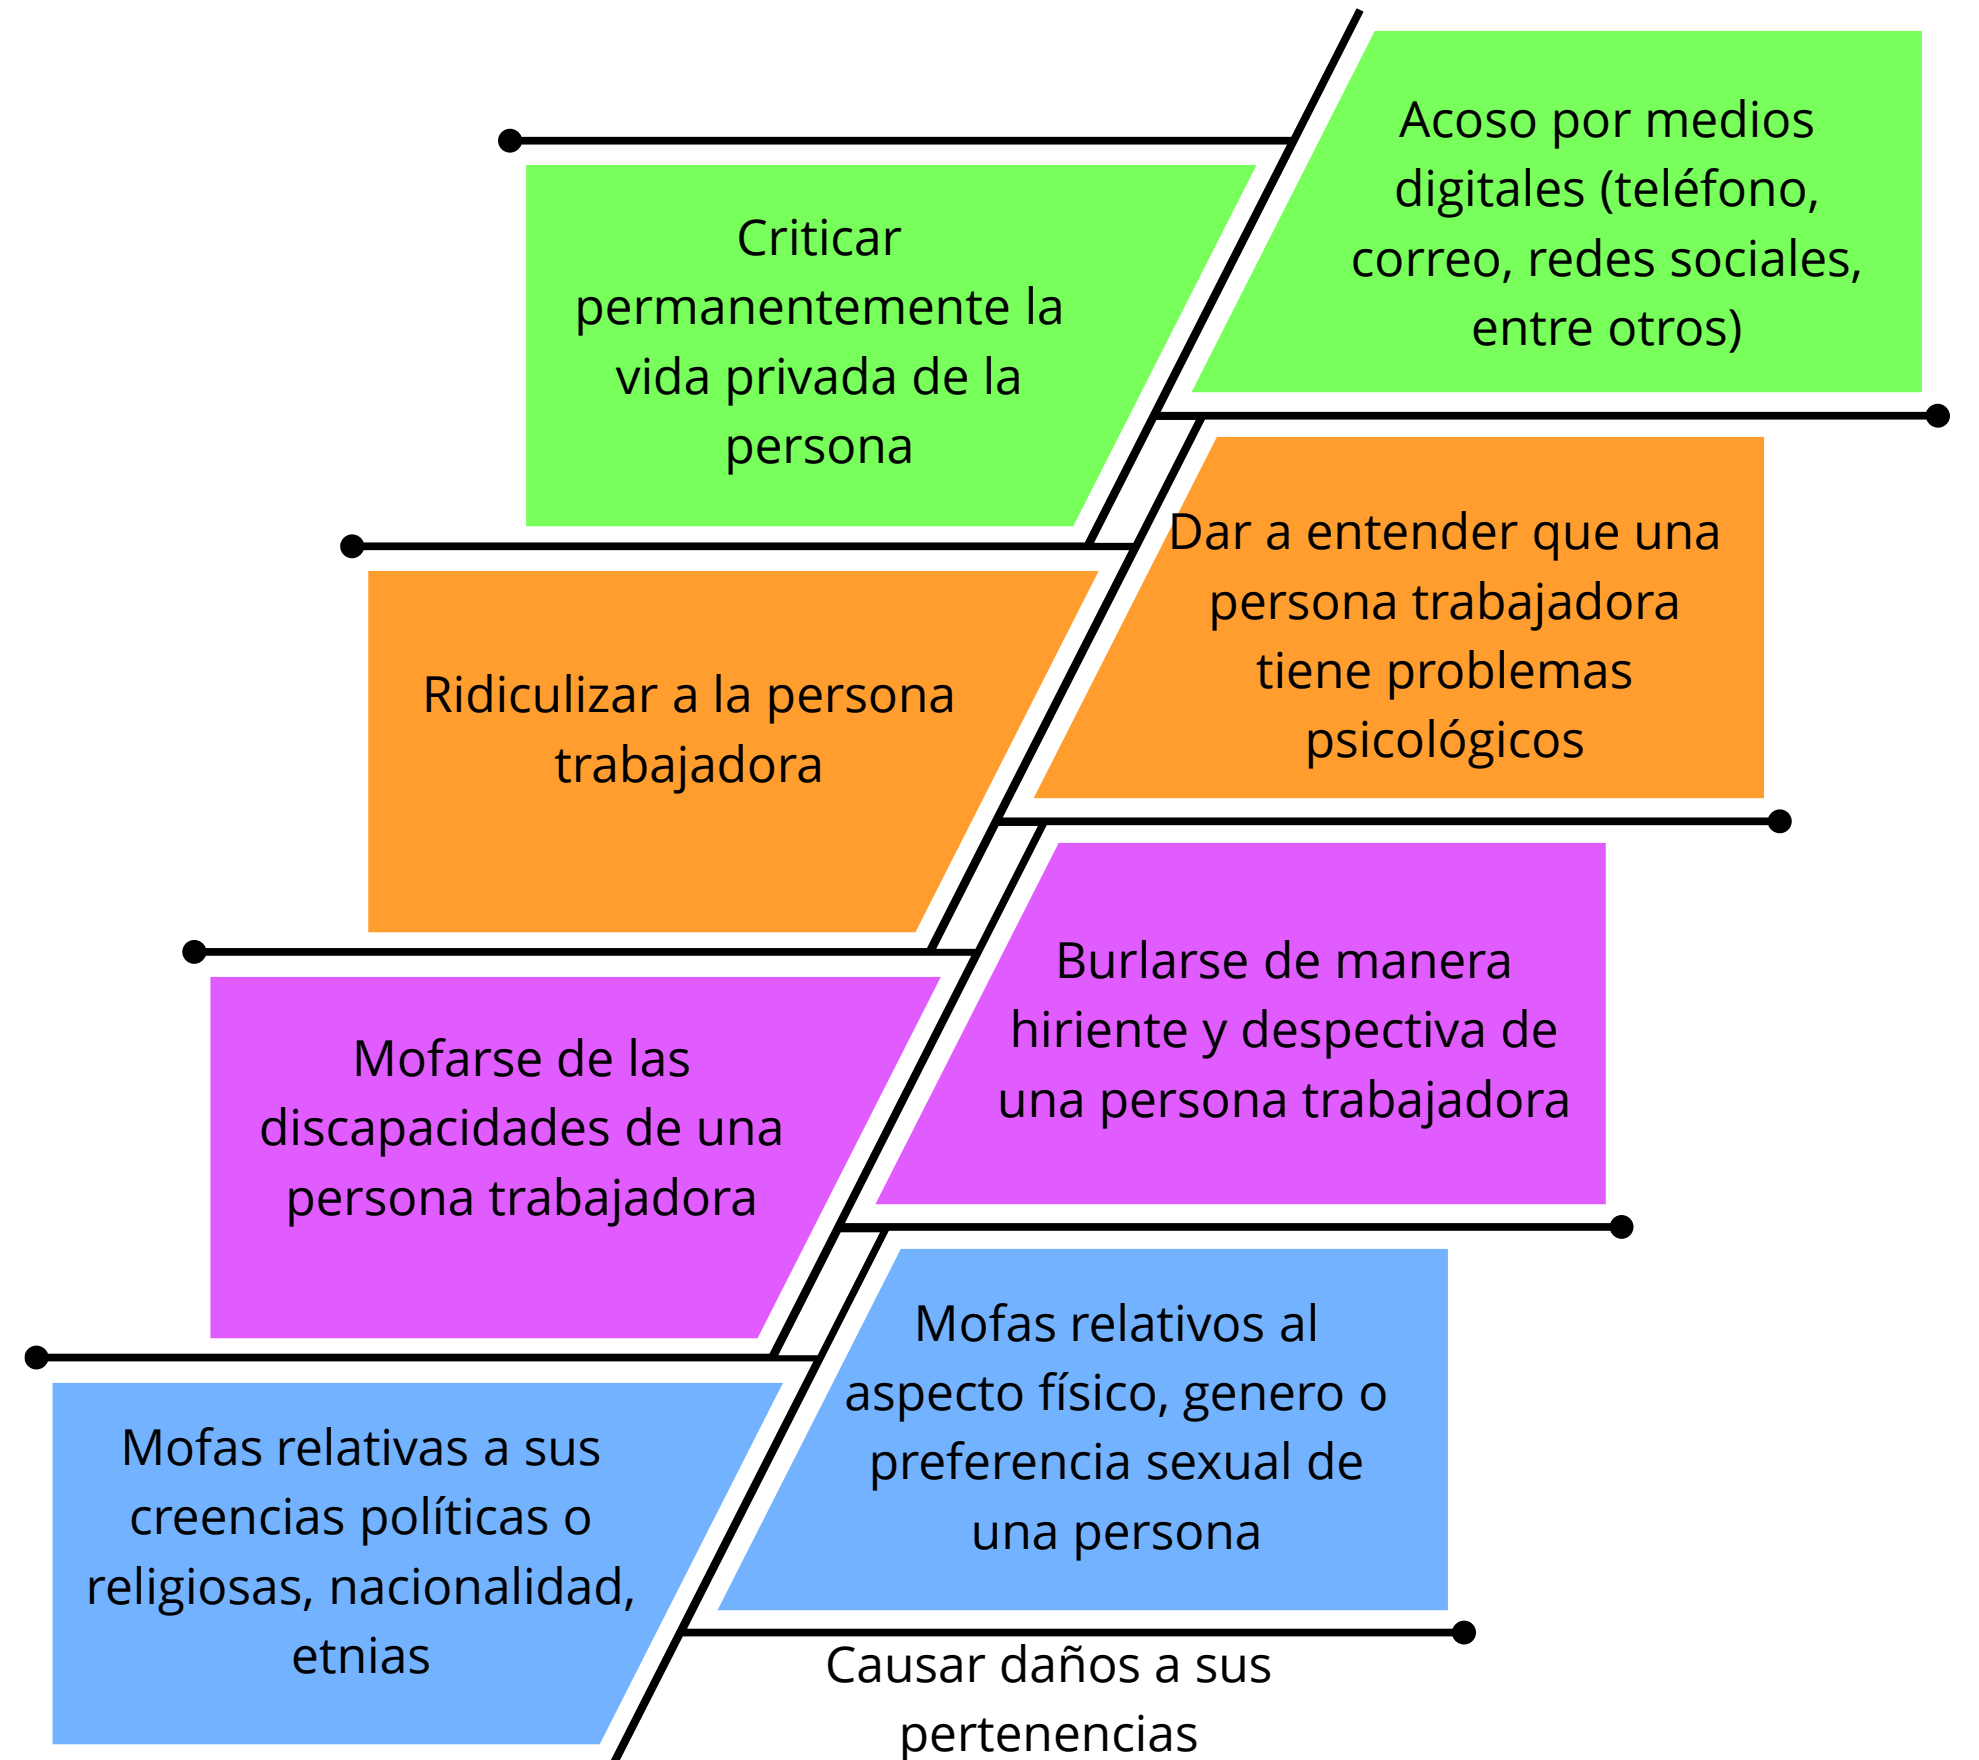 Acoso por medios
digitales (teléfono,
correo, redes sociales,
entre otros)
Criticar
permanentemente la
vida privada de la
persona
Dar a entender que una
persona trabajadora
tiene problemas
psicológicos
Ridiculizar a la persona
trabajadora
Burlarse de manera
hiriente y despectiva de
una persona trabajadora
Mofarse de las
discapacidades de una
persona trabajadora
Mofas relativos al
aspecto físico, genero o
preferencia sexual de
una persona
Mofas relativas a sus
creencias políticas o
religiosas, nacionalidad,
etnias
Causar daños a sus
pertenencias